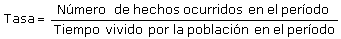 Tasa = Número de hechos ocurridos en el período
Tiempo vivido por la población en el período